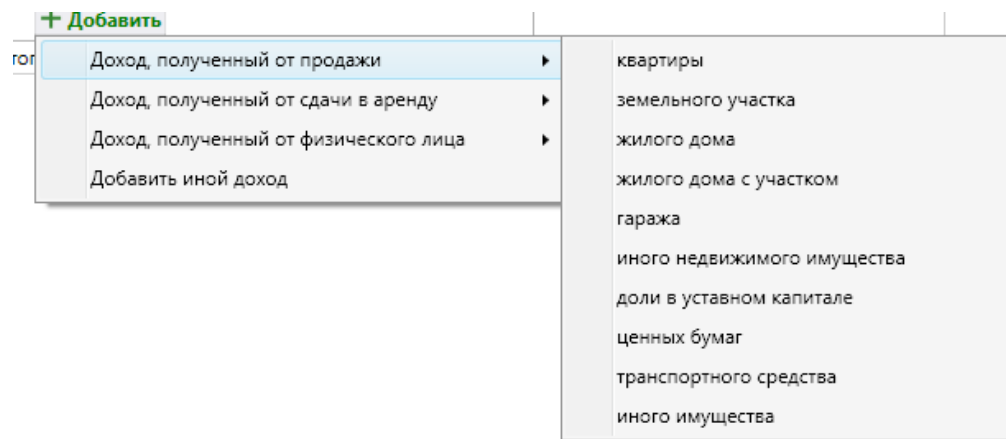 + Добавить
Доход, полученный от продажи
Доход, полученный от сдачи в аренду
Доход, полученный от физического лица
Добавить иной доход
квартиры
земельного участка
жилого дома
жилого дома с участком
гаража
иного недвижимого имущества
доли в уставном капитале
ценных бумаг
транспортного средства
иного имущества